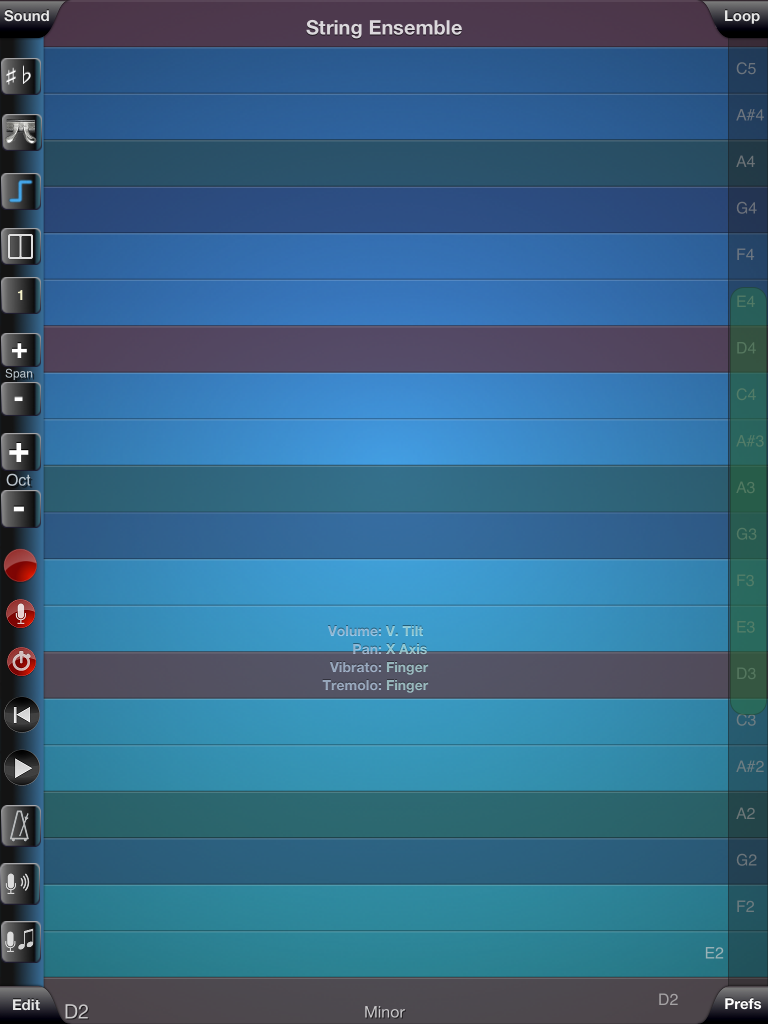 Sound
String Ensemble
Loop
C5
♯♭
A#4
A4
G4
F4
1
E4
D4
+
Span
-
C4
+
A#3
Oct
A3
-
G3
F3
Volume: V. Tilt
E3
Pan: X Axis
Vibrato: Finger
D3
Tremolo: Finger
C3
A#2
A2
G2
F2
E2
D2
Edit
D2
Minor
Prefs